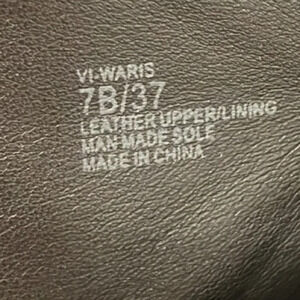 VI-WARIS
7B/37
LEATHER UPPER/LINING
MAN MADE SOLE
MADE IN CHINA